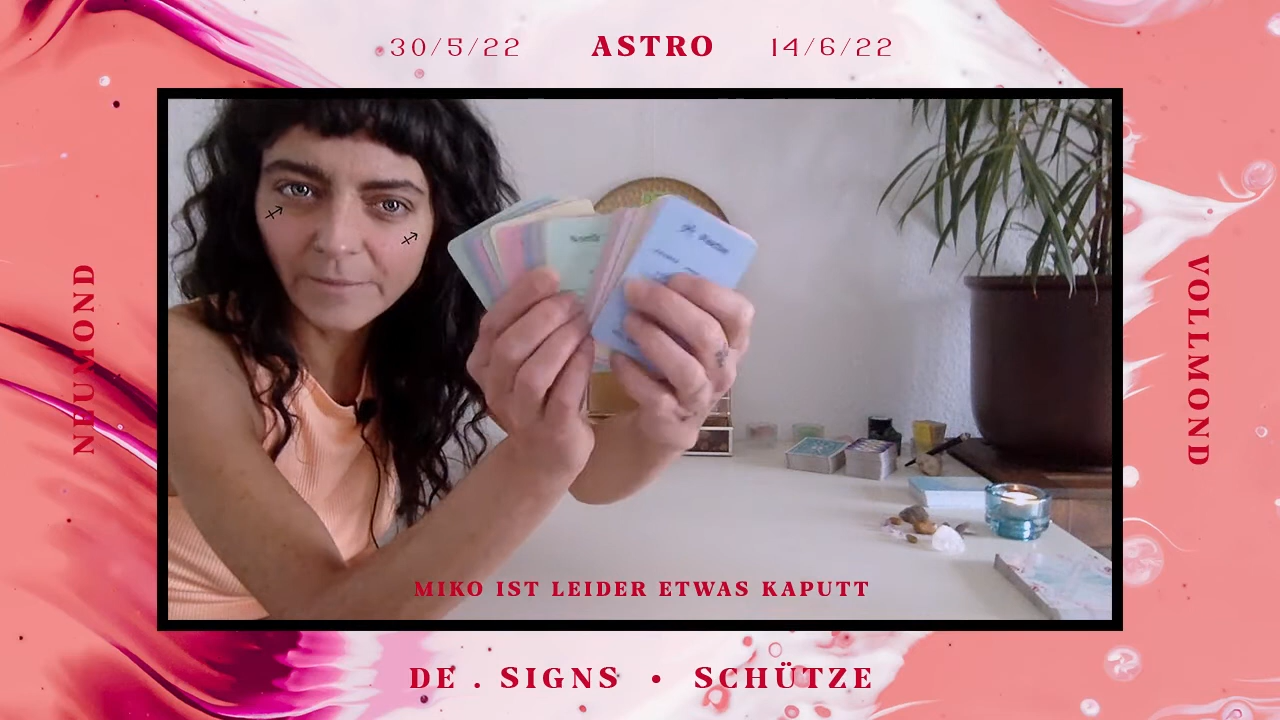 30/5/22 ASTRO 14/6/22
NEUMOND
VOLLMOND
MIKO IST LEIDER ETWAS KAPUTT
DE . SIGNS • SCHÜTZE